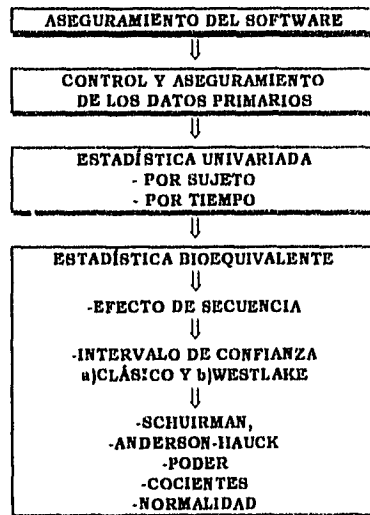 ASEGURAMIENTO DEL SOFTWARE
⇓
CONTROL Y ASEGURAMIENTO
DE LOS DATOS PRIMARIOS
⇓
ESTADÍSTICA UNIVARIADA
- POR SUJETO
- POR TIEMPO
⇓
ESTADÍSTICA BIOEQUIVALENTE
⇓
-EFECTO DE SECUENCIA
⇓
-INTERVALO DE CONFIANZA
a)CLÁSICO Y b)WESTLAKE
⇓
-SCHUIRMAN,
-ANDERSON-HAUCK
-PODER
-COCIENTES
-NORMALIDAD